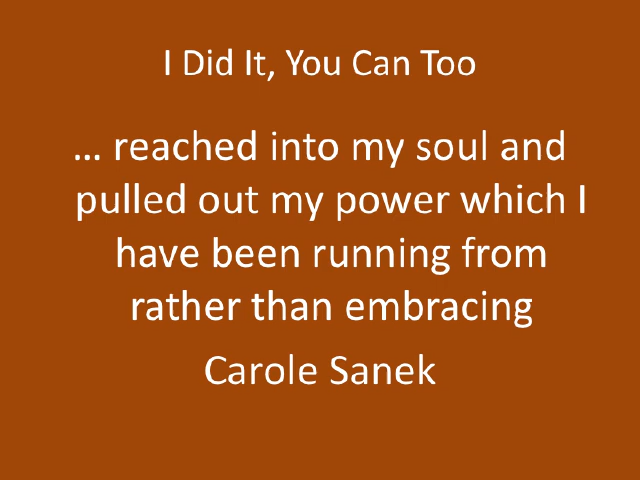 I Did It, You Can Too
… reached into my soul and
pulled out my power which I
have been running from
rather than embracing
Carole Sanek